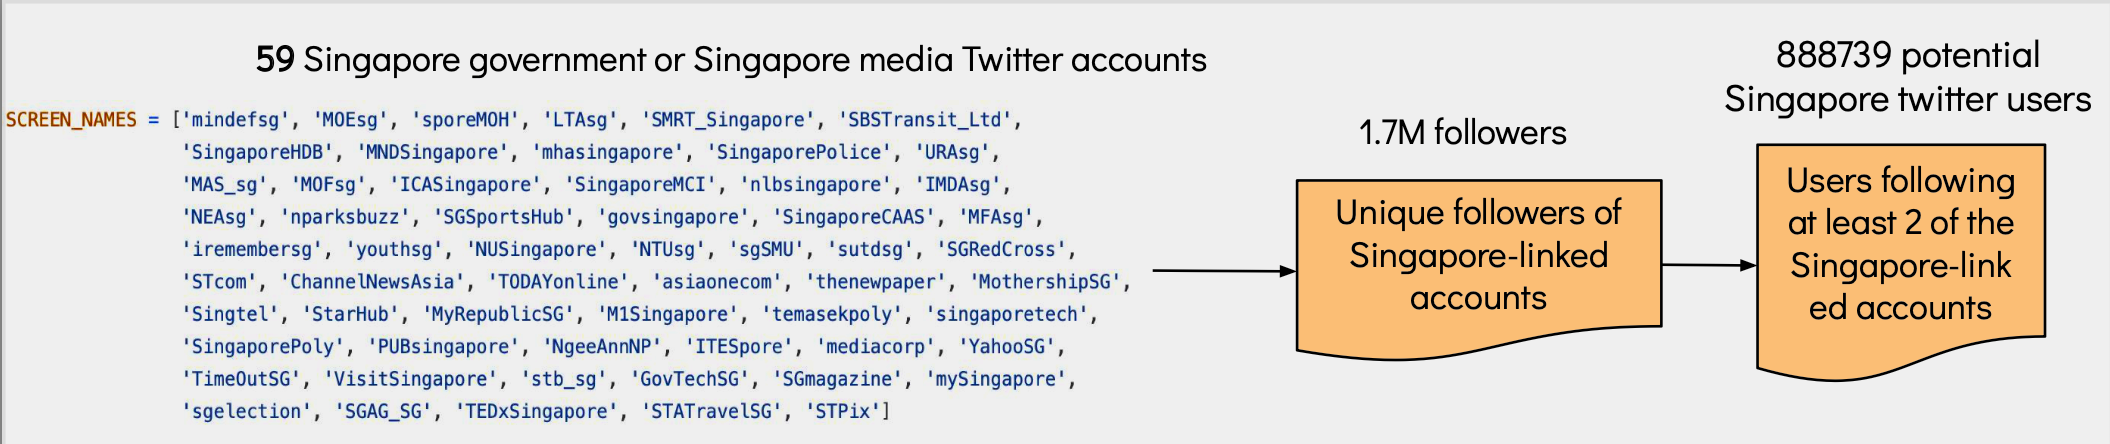 59 Singapore government or Singapore media Twitter accounts
SCREEN_NAMES = ['mindefsg', 'MOEsg', 'sporeMOH', 'LTAsg', 'SMRT_Singapore', 'SBSTransit_Ltd',
'SingaporeHDB', 'MNDSingapore', 'mhasingapore', 'SingaporePolice', 'URAsg',
'MAS_sg', 'MOFsg', 'ICASingapore', 'SingaporeMCI', 'nlbsingapore', 'IMDAsg',
'NEAsg', 'nparksbuzz', 'SGSportsHub', 'govsingapore', 'SingaporeCAAS', 'MFAsg',
'iremembersg', 'youthsg', 'NUSingapore', 'NTUsg', 'sgSMU', 'sutdsg', 'SGRedCross',
'STcom', 'ChannelNewsAsia', 'TODAYonline', 'asiaonecom', 'thenewpaper', 'MothershipSG',
'Singtel', 'StarHub', 'MyRepublicSG', 'M1Singapore', 'temasekpoly', 'singaporetech',
'SingaporePoly', 'PUBsingapore', 'NgeeAnnNP', 'ITESpore', 'mediacorp', 'YahooSG',
'TimeOutSG', 'VisitSingapore', 'stb_sg', 'GovTechSG', 'SGmagazine', 'mySingapore',
'sgelection', 'SGAG_SG', 'TEDxSingapore', 'STATravelSG', 'STPix']
1.7M followers
Unique followers of
Singapore-linked
accounts
888739 potential
Singapore twitter users
Users following
at least 2 of the
Singapore-link
ed accounts